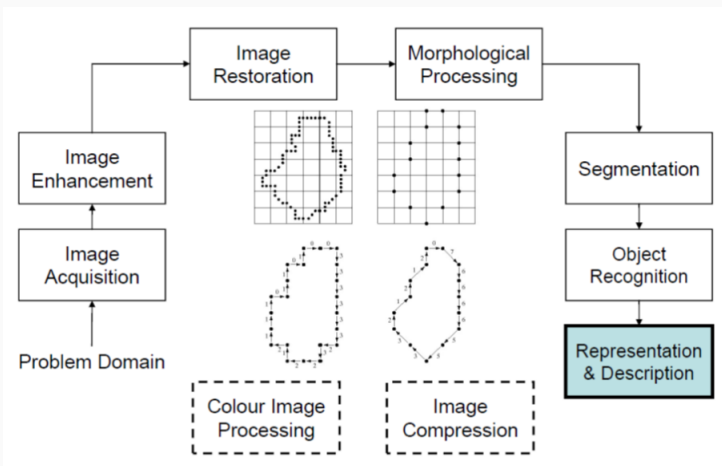 Image
Restoration
Morphological
Processing
Image
Enhancement
Segmentation
Image
Acquisition
Object
Recognition
Problem Domain
Representation
& Description
Colour Image
Processing
Image
Compression